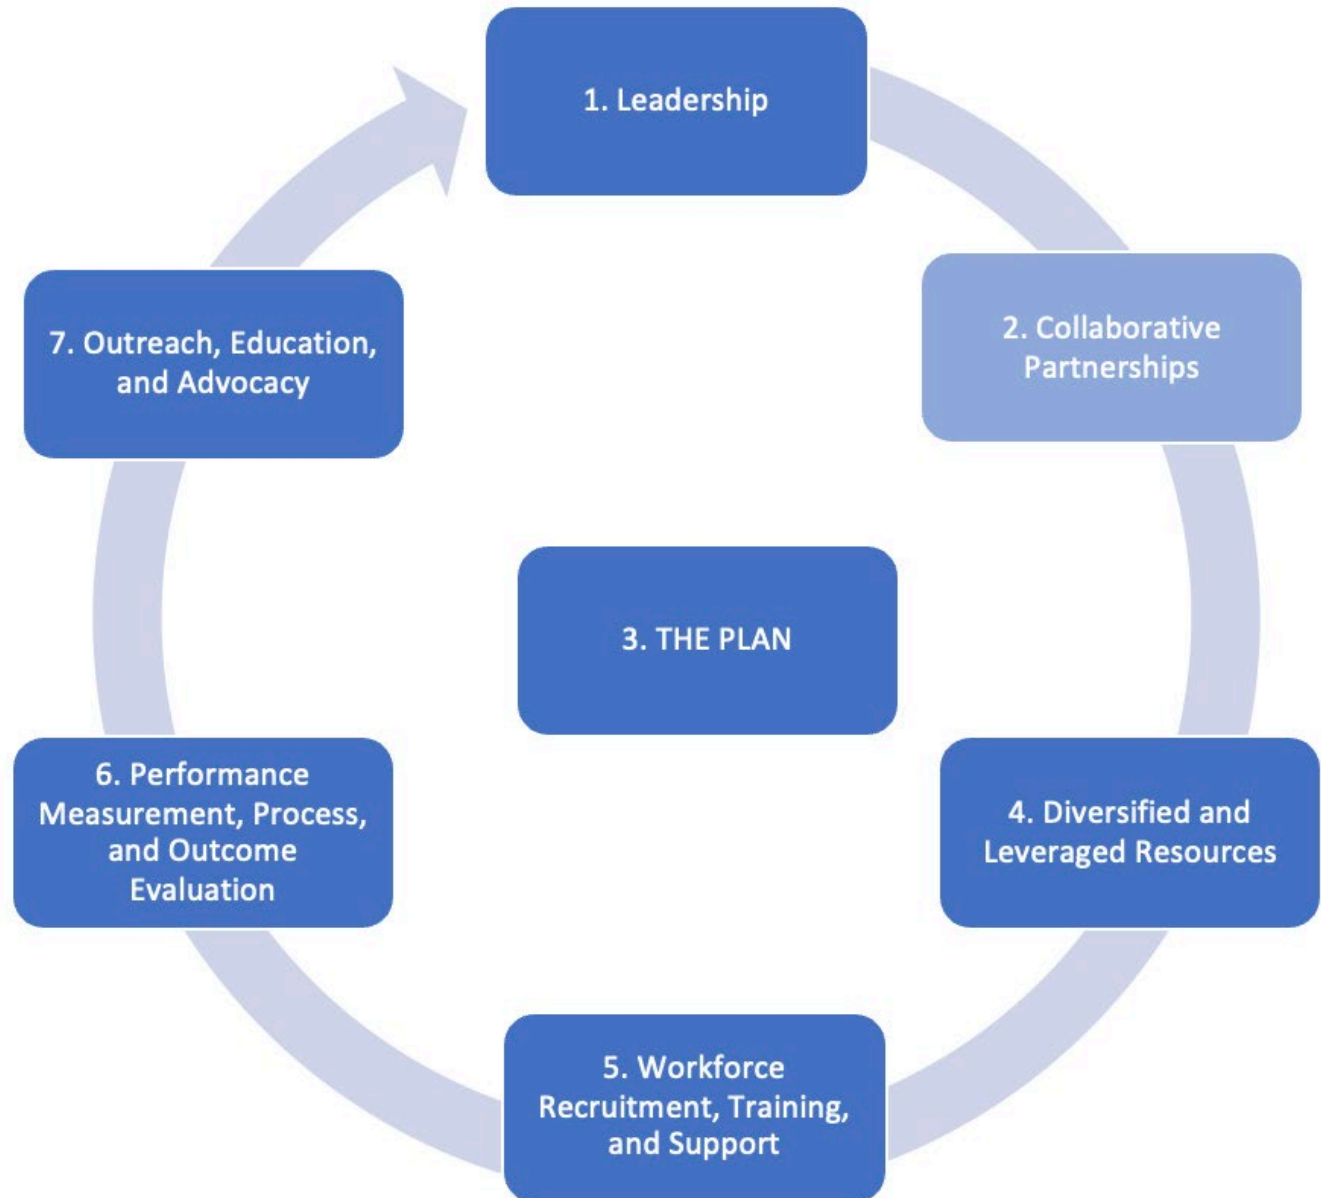 1. Leadership
2. Collaborative
Partnerships
3. THE PLAN
4. Diversified and
Leveraged Resources
5. Workforce
Recruitment, Training,
and Support
6. Performance
Measurement, Process,
and Outcome
Evaluation
7. Outreach, Education,
and Advocacy